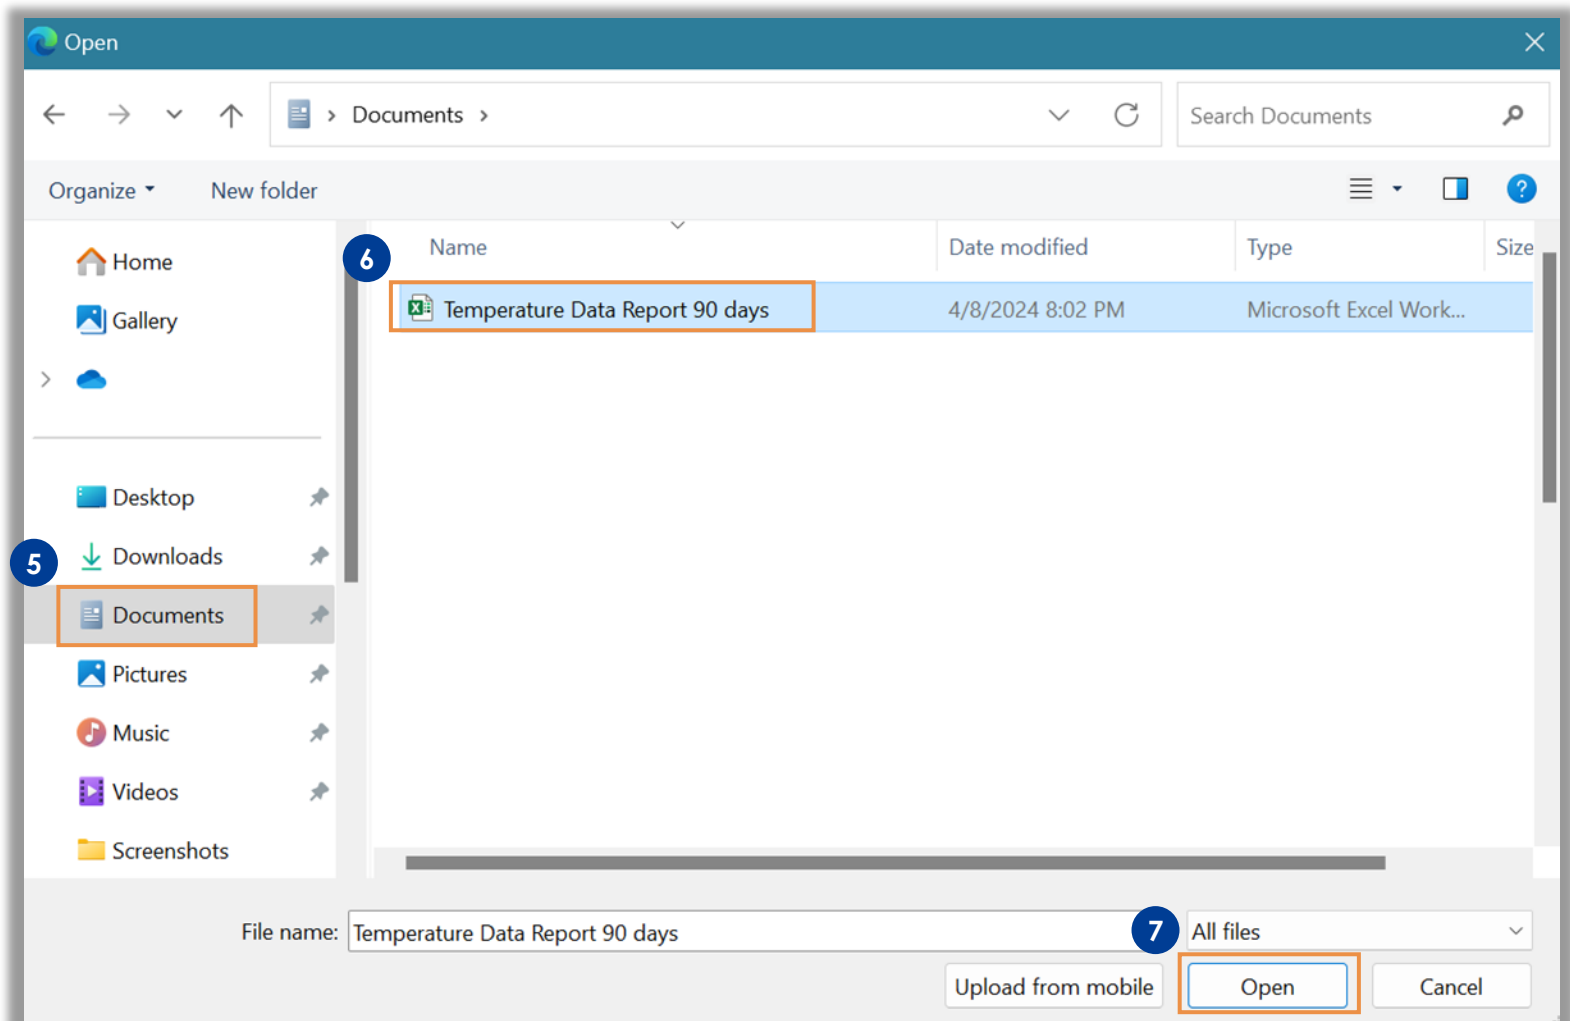 Open
Documents
Search Documents
Organize
New folder
Name
Date modified
Type
Size
Home
6
Temperature Data Report 90 days
4/8/2024 8:02 PM
Microsoft Excel Work...
Gallery
Desktop
5
Downloads
Documents
Pictures
Music
Videos
Screenshots
File name:
Temperature Data Report 90 days
7
All files
Upload from mobile
Open
Cancel